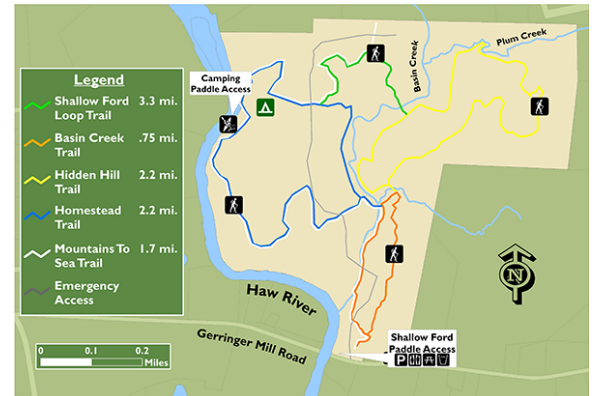 Legend
Shallow Ford 3.3 mi.
Loop Trail
Basin Creek .75 mi.
Trail
Hidden Hill 2.2 mi.
Trail
Homestead 2.2 mi.
Trail
Mountains To 1.7 mi.
Sea Trail
Emergency
Access
Camping
Paddle Access
Basin Creek
Plum Creek
Haw River
Gerringer Mill Road
Shallow Ford
Paddle Access
P
N
0 0.1 0.2
Miles